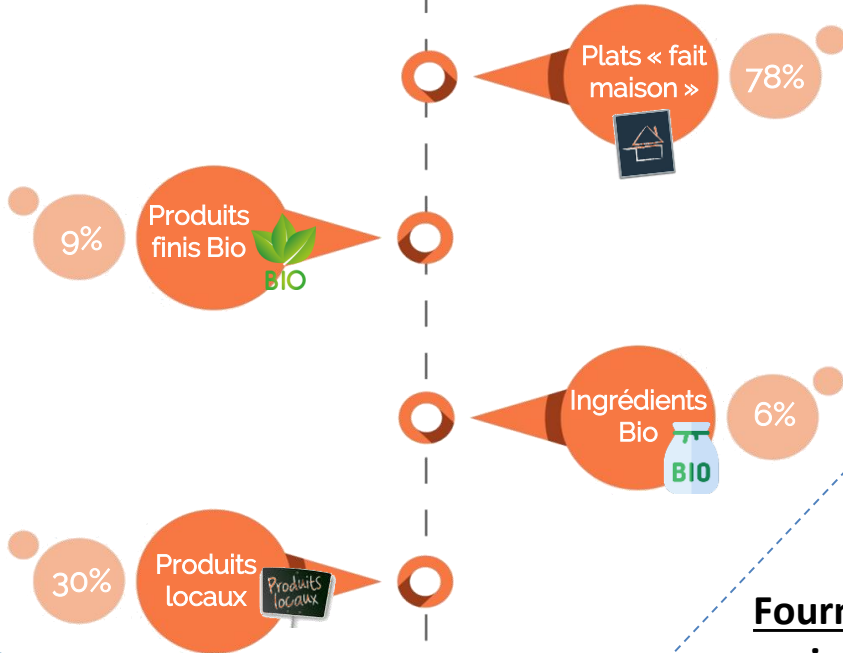 Plats « fait
maison »
78%
9%
Produits
finis Bio
BIO
Ingrédients
Bio
6%
BIO
30%
Produits
locaux
Produits
locaux